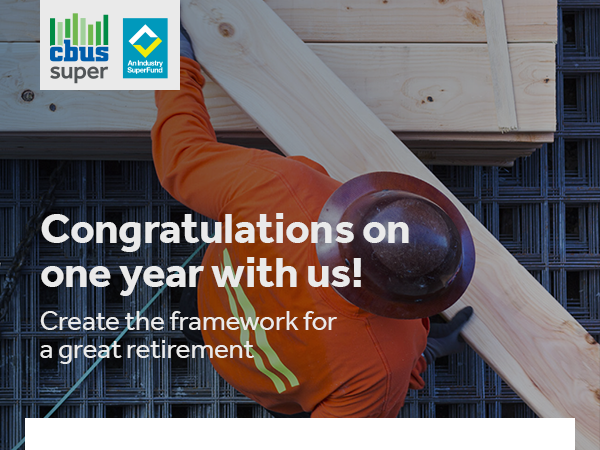 cbus
super
An Industry
SuperFund
Congratulations on
one year with us!
Create the framework for
a great retirement